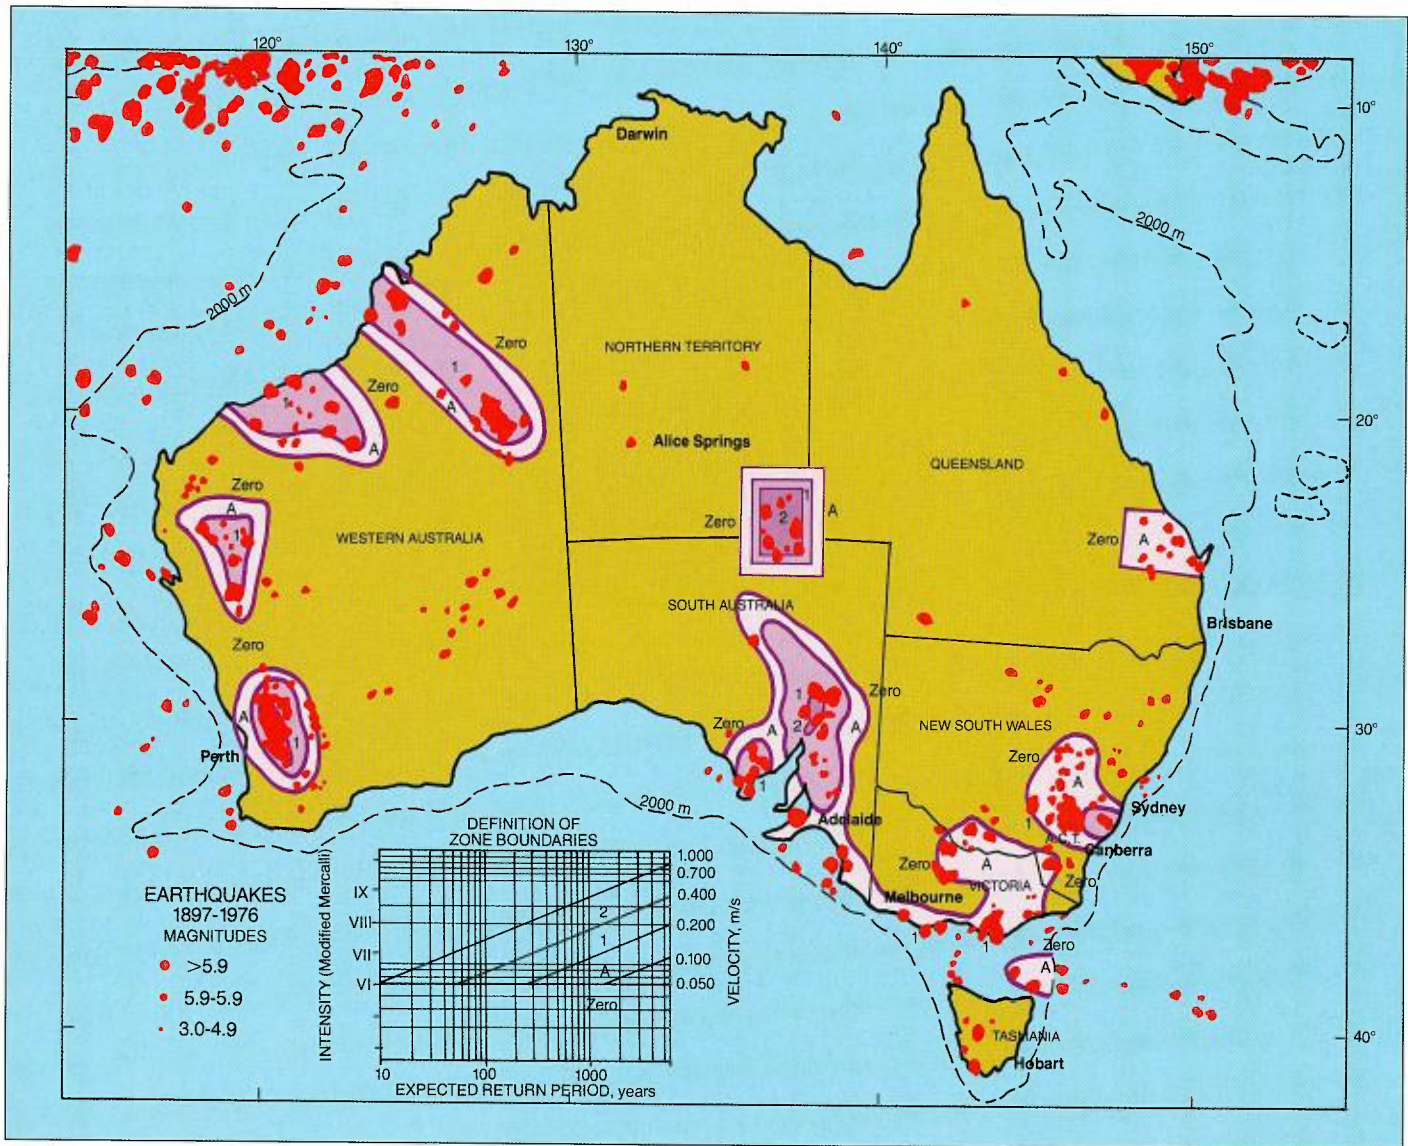 120°
130°
140°
150°
10°
Darwin
2000 m
2000 m
Zero
NORTHERN TERRITORY
1
Zero
1
A
A
20°
Alice Springs
QUEENSLAND
Zero
A
1
WESTERN AUSTRALIA
Zero
1
2
A
Zero
A
SOUTH AUSTRALIA
Brisbane
Zero
1
Zero
A
1
Perth
Zero
A
1
2
A
NEW SOUTH WALES
30°
Zero
A
1
1
Sydney
2000 m
Adelaide
A.C.T.
Canberra
Zero
A
VICTORIA
Zero
Melbourne
1
1
Zero
A
TASMANIA
40°
Hobart
DEFINITION OF
ZONE BOUNDARIES
INTENSITY (Modified Mercalli)
IX
VIII
VII
VI
2
1
A
Zero
1.000
0.700
0.400
0.200
0.100
0.050
VELOCITY, m/s
10
100
1000
EXPECTED RETURN PERIOD, years
EARTHQUAKES
1897-1976
MAGNITUDES
>5.9
5.9-5.9
3.0-4.9